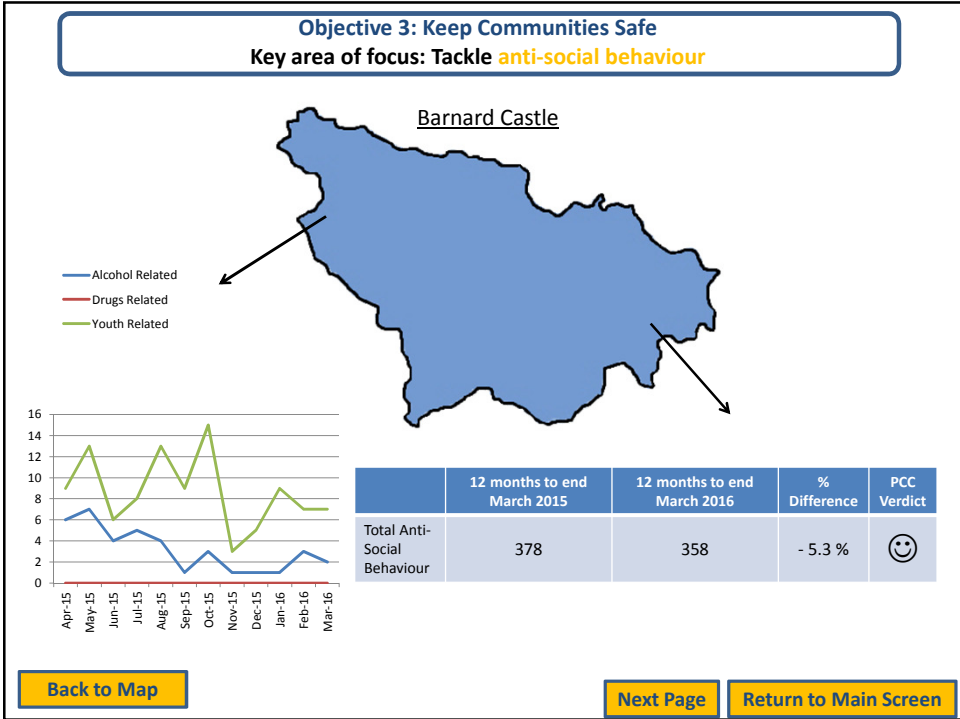 Objective 3: Keep Communities Safe
Key area of focus: Tackle anti-social behaviour
Barnard Castle
Alcohol Related
Drugs Related
Youth Related
16
14
12
10
8
6
4
2
0
Apr-15
May-15
Jun-15
Jul-15
Aug-15
Sep-15
Oct-15
Nov-15
Dec-15
Jan-16
Feb-16
Mar-16
12 months to end
March 2015
12 months to end
March 2016
%
Difference
PCC
Verdict
Total Anti-
Social
Behaviour
378
358
- 5.3 %
Back to Map
Next Page
Return to Main Screen